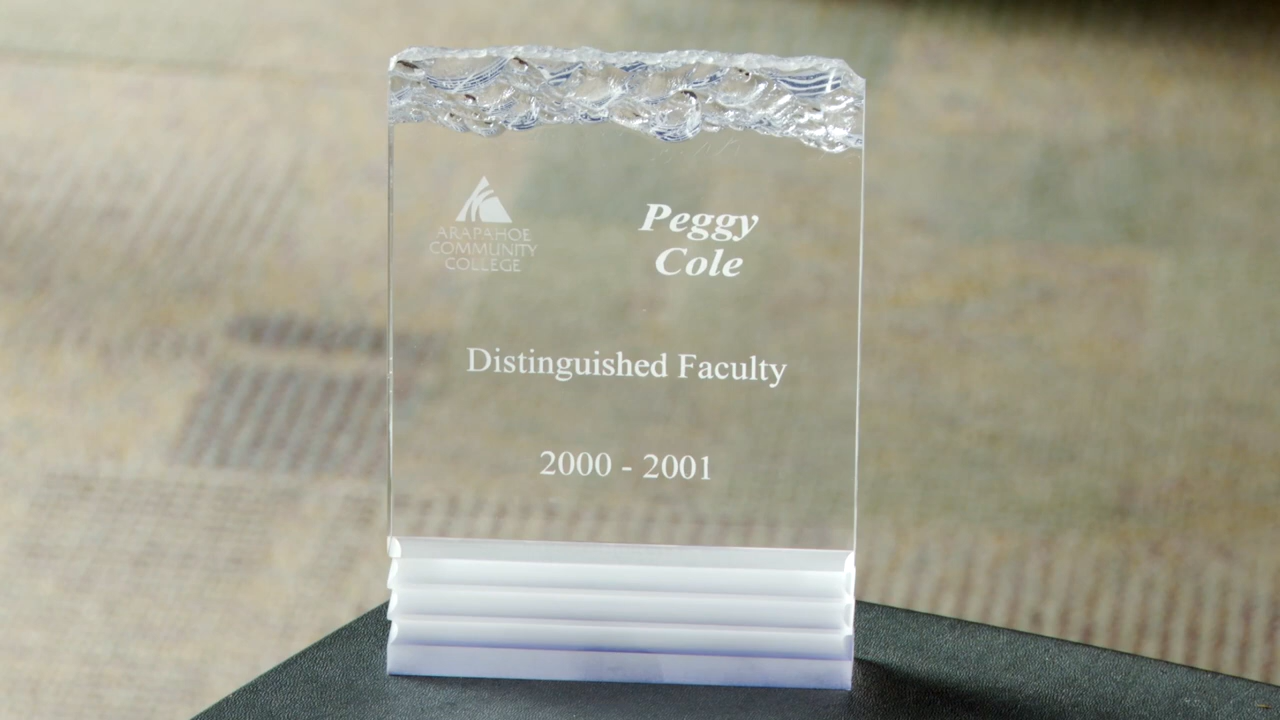 ARAPAHOE
COMMUNITY
COLLEGE
Peggy
Cole
Distinguished Faculty
2000 - 2001